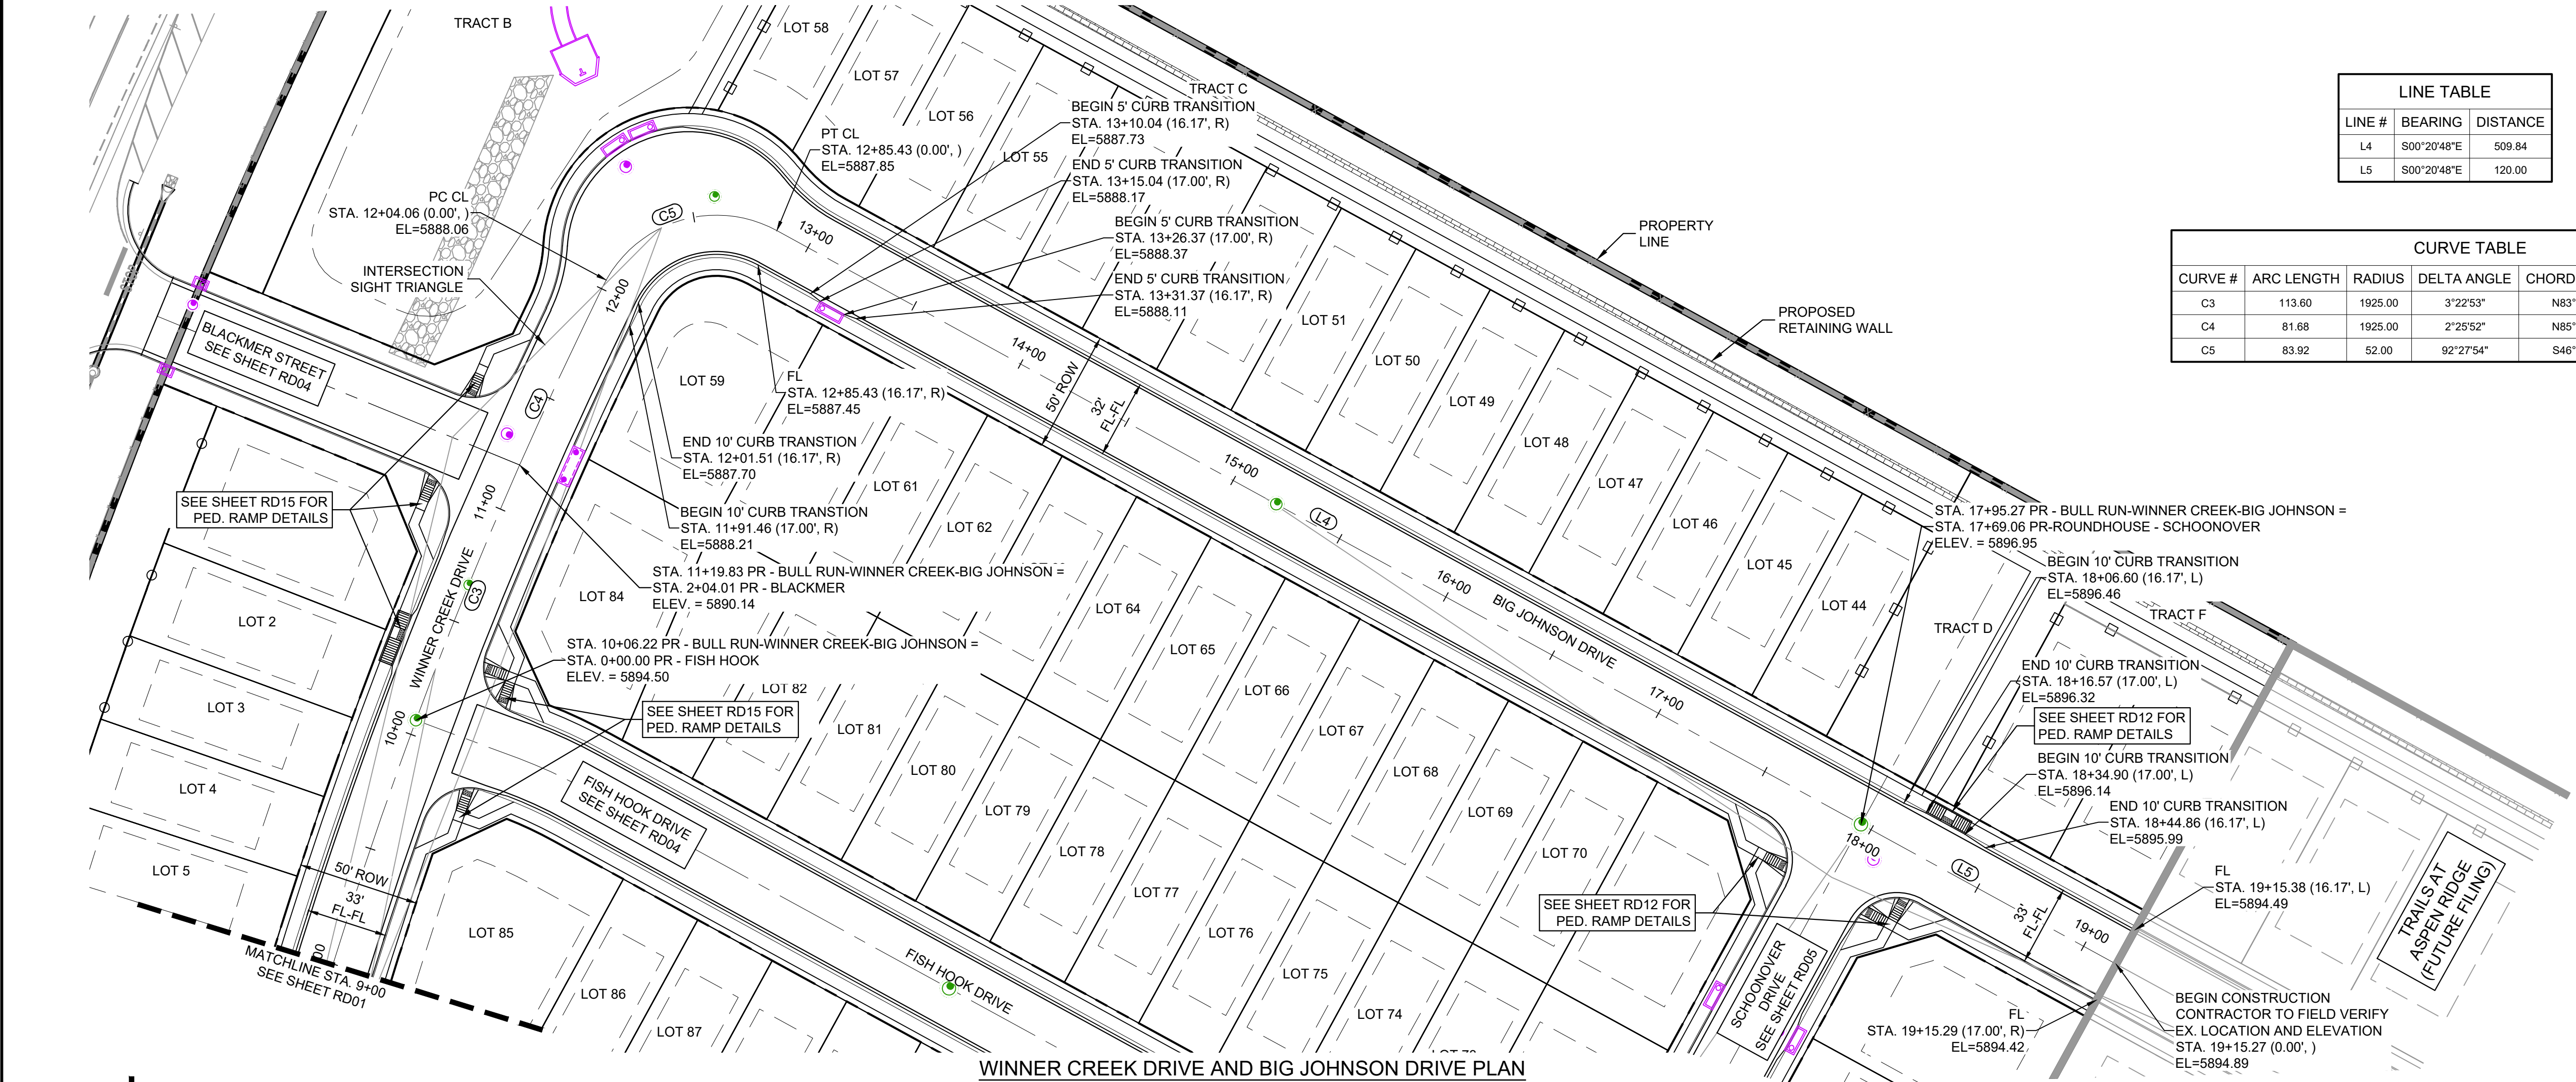 TRACT B
LOT 58
LOT 57
LOT 56
LOT 55
TRACT C
BEGIN 5' CURB TRANSITION
STA. 13+10.04 (16.17', R)
EL=5887.73
END 5' CURB TRANSITION
STA. 13+15.04 (17.00', R)
EL=5888.17
BEGIN 5' CURB TRANSITION
STA. 13+26.37 (17.00', R)
EL=5888.37
END 5' CURB TRANSITION
STA. 13+31.37 (16.17', R)
EL=5888.11
PT CL
STA. 12+85.43 (0.00', )
EL=5887.85
PC CL
STA. 12+04.06 (0.00', )
EL=5888.06
INTERSECTION
SIGHT TRIANGLE
C5
13+00
12+00
LINE TABLE
LINE # BEARING DISTANCE
L4 S00°20'48"E 509.84
L5 S00°20'48"E 120.00
CURVE TABLE
CURVE # ARC LENGTH RADIUS DELTA ANGLE CHORD
C3 113.60 1925.00 3°22'53" N83°
C4 81.68 1925.00 2°25'52" N85°
C5 83.92 52.00 92°27'54" S46°
PROPERTY
LINE
PROPOSED
RETAINING WALL
BLACKMER STREET
SEE SHEET RD04
C4
LOT 59
FL
STA. 12+85.43 (16.17', R)
EL=5887.45
14+00
50' ROW
32'
FL-FL
LOT 51
LOT 50
LOT 49
LOT 48
LOT 47
LOT 46
LOT 45
LOT 44
END 10' CURB TRANSTION
STA. 12+01.51 (16.17', R)
EL=5887.70
BEGIN 10' CURB TRANSTION
STA. 11+91.46 (17.00', R)
EL=5888.21
LOT 61
LOT 62
15+00
L4
SEE SHEET RD15 FOR
PED. RAMP DETAILS
11+00
STA. 11+19.83 PR - BULL RUN-WINNER CREEK-BIG JOHNSON =
STA. 2+04.01 PR - BLACKMER
ELEV. = 5890.14
STA. 17+95.27 PR - BULL RUN-WINNER CREEK-BIG JOHNSON =
STA. 17+69.06 PR-ROUNDHOUSE - SCHOONOVER
ELEV. = 5896.95
BEGIN 10' CURB TRANSITION
STA. 18+06.60 (16.17', L)
EL=5896.46
TRACT F
TRACT D
LOT 84
C3
WINNER CREEK DRIVE
LOT 2
LOT 3
LOT 4
LOT 5
STA. 10+06.22 PR - BULL RUN-WINNER CREEK-BIG JOHNSON =
STA. 0+00.00 PR - FISH HOOK
ELEV. = 5894.50
10+00
LOT 64
LOT 65
LOT 66
LOT 67
LOT 68
LOT 69
LOT 70
16+00
BIG JOHNSON DRIVE
17+00
END 10' CURB TRANSITION
STA. 18+16.57 (17.00', L)
EL=5896.32
SEE SHEET RD12 FOR
PED. RAMP DETAILS
BEGIN 10' CURB TRANSITION
STA. 18+34.90 (17.00', L)
EL=5896.14
END 10' CURB TRANSITION
STA. 18+44.86 (16.17', L)
EL=5895.99
LOT 82
LOT 81
LOT 80
LOT 79
LOT 78
LOT 77
LOT 76
LOT 75
LOT 74
SEE SHEET RD15 FOR
PED. RAMP DETAILS
FISH HOOK DRIVE
SEE SHEET RD04
18+00
L5
33'
FL-FL
19+00
FL
STA. 19+15.38 (16.17', L)
EL=5894.49
TRAILS AT
ASPEN RIDGE
(FUTURE FILING)
50' ROW
33'
FL-FL
MATCHLINE STA. 9+00
SEE SHEET RD01
LOT 85
LOT 86
LOT 87
FISH HOOK DRIVE
SEE SHEET RD12 FOR
PED. RAMP DETAILS
SCHOONOVER
DRIVE
SEE SHEET RD05
FL
STA. 19+15.29 (17.00', R)
EL=5894.42
BEGIN CONSTRUCTION
CONTRACTOR TO FIELD VERIFY
EX. LOCATION AND ELEVATION
STA. 19+15.27 (0.00', )
EL=5894.89
WINNER CREEK DRIVE AND BIG JOHNSON DRIVE PLAN